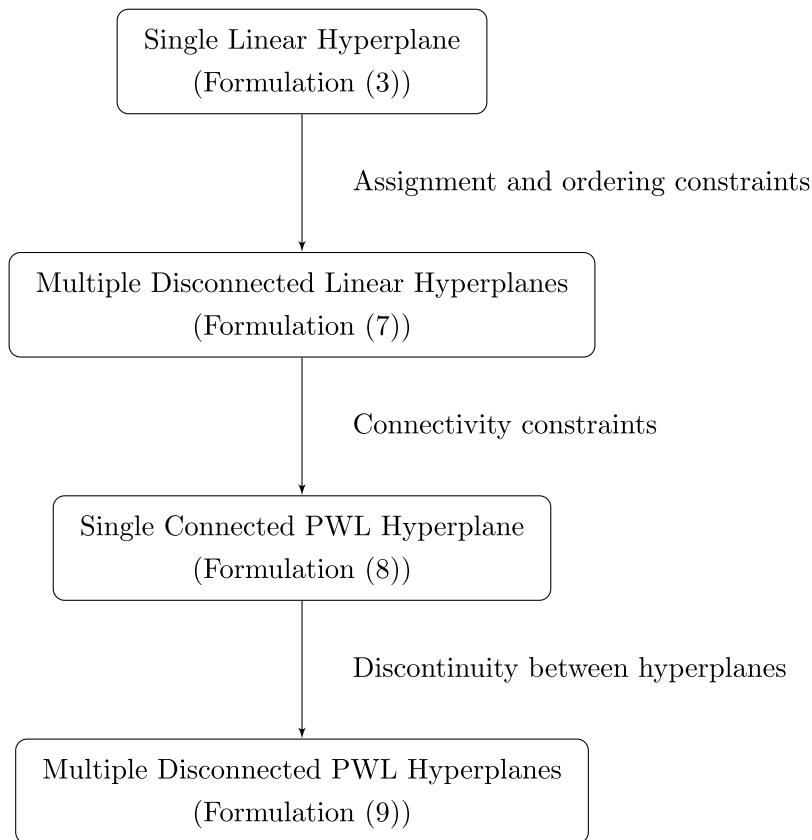 Single Linear Hyperplane
(Formulation (3))
Assignment and ordering constraints
Multiple Disconnected Linear Hyperplanes
(Formulation (7))
Connectivity constraints
Single Connected PWL Hyperplane
(Formulation (8))
Discontinuity between hyperplanes
Multiple Disconnected PWL Hyperplanes
(Formulation (9))